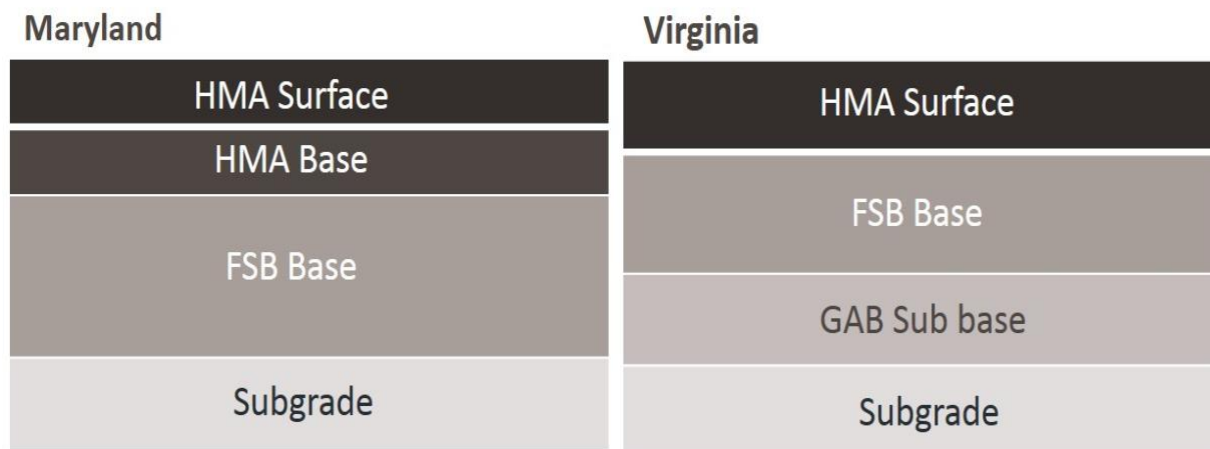 Maryland
HMA Surface
HMA Base
FSB Base
Subgrade
Virginia
HMA Surface
FSB Base
GAB Sub base
Subgrade